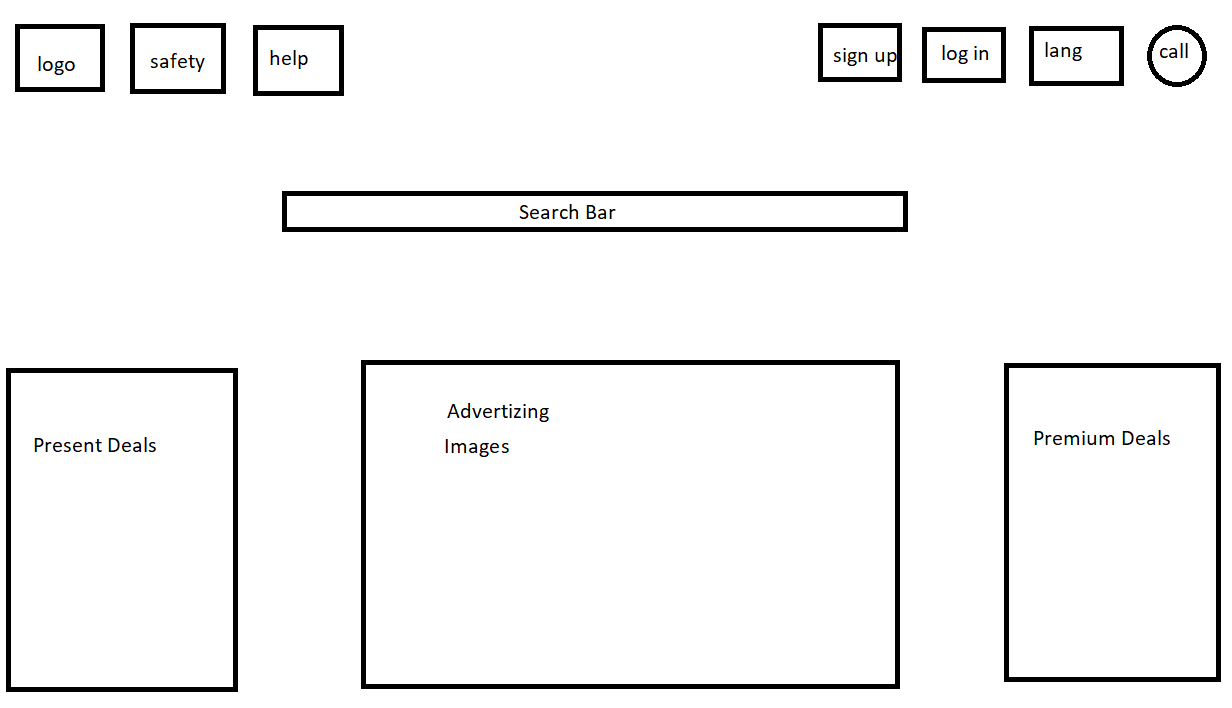 logo
safety
help
sign up
log in
lang
call
Search Bar
Present Deals
Advertizing
Images
Premium Deals